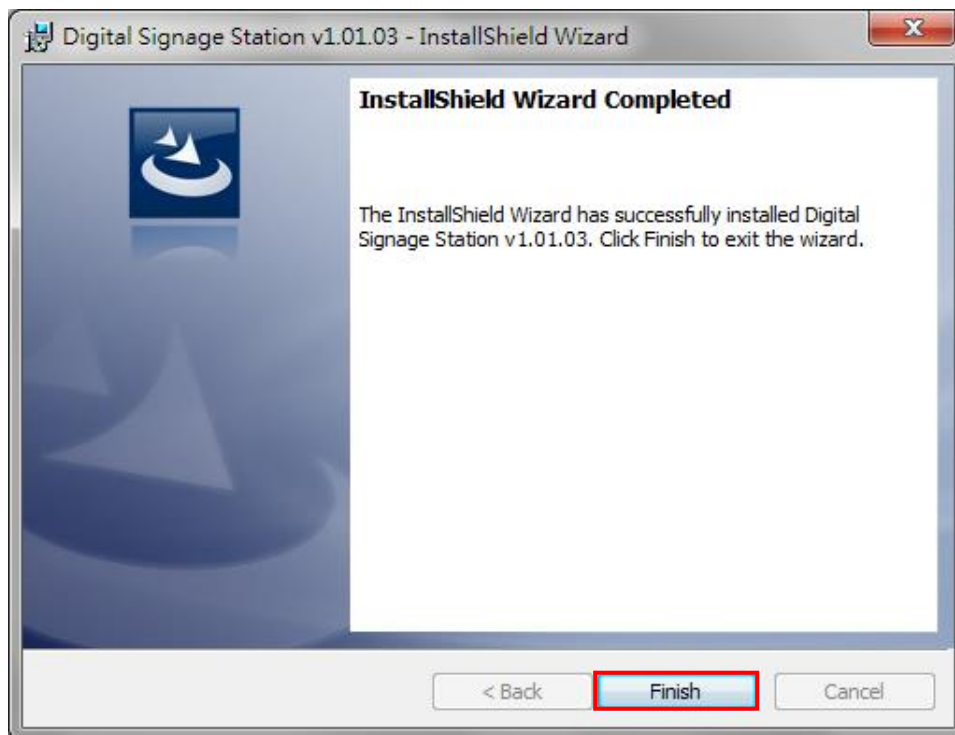 Digital Signage Station v1.01.03 - InstallShield Wizard
InstallShield Wizard Completed
The InstallShield Wizard has successfully installed Digital
Signage Station v1.01.03. Click Finish to exit the wizard.
< Back Finish Cancel